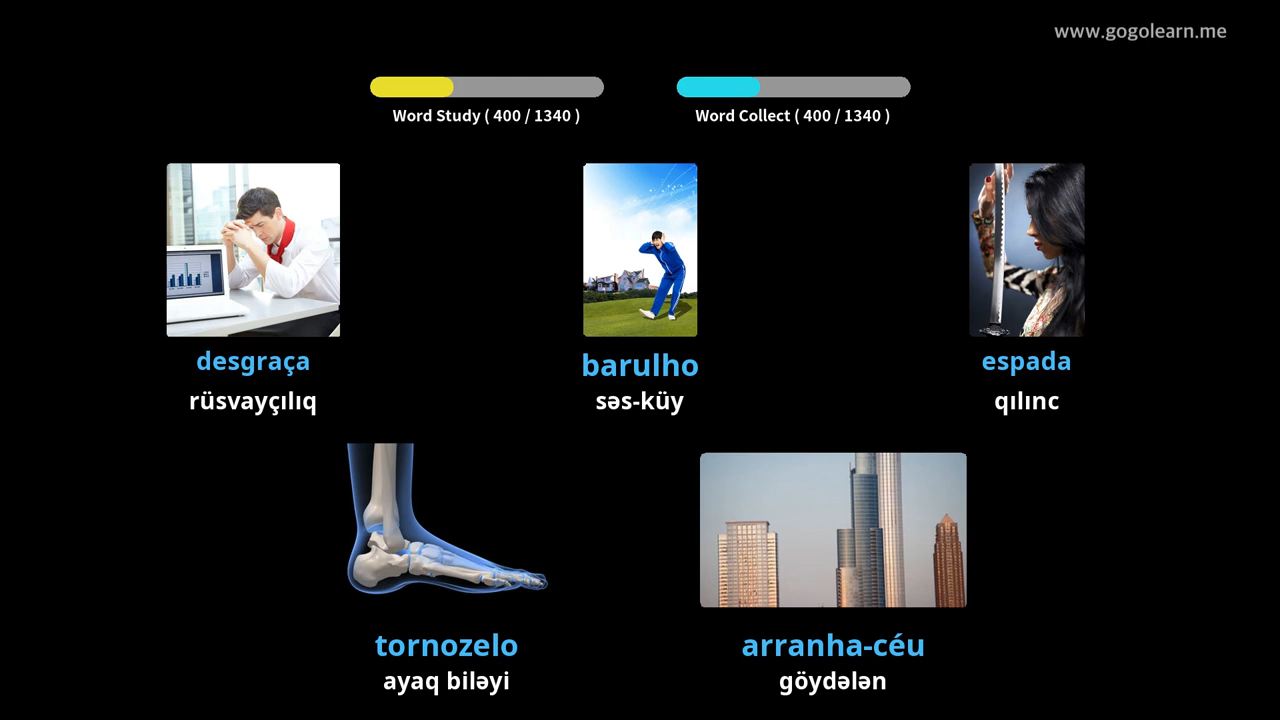 www.gogolearn.me
Word Study ( 400 / 1340 )
Word Collect ( 400 / 1340 )
desgraça
rüsvayçılıq
barulho
səs-küy
espada
qılınc
tornozelo
ayaq biləyi
arranha-céu
göydələn